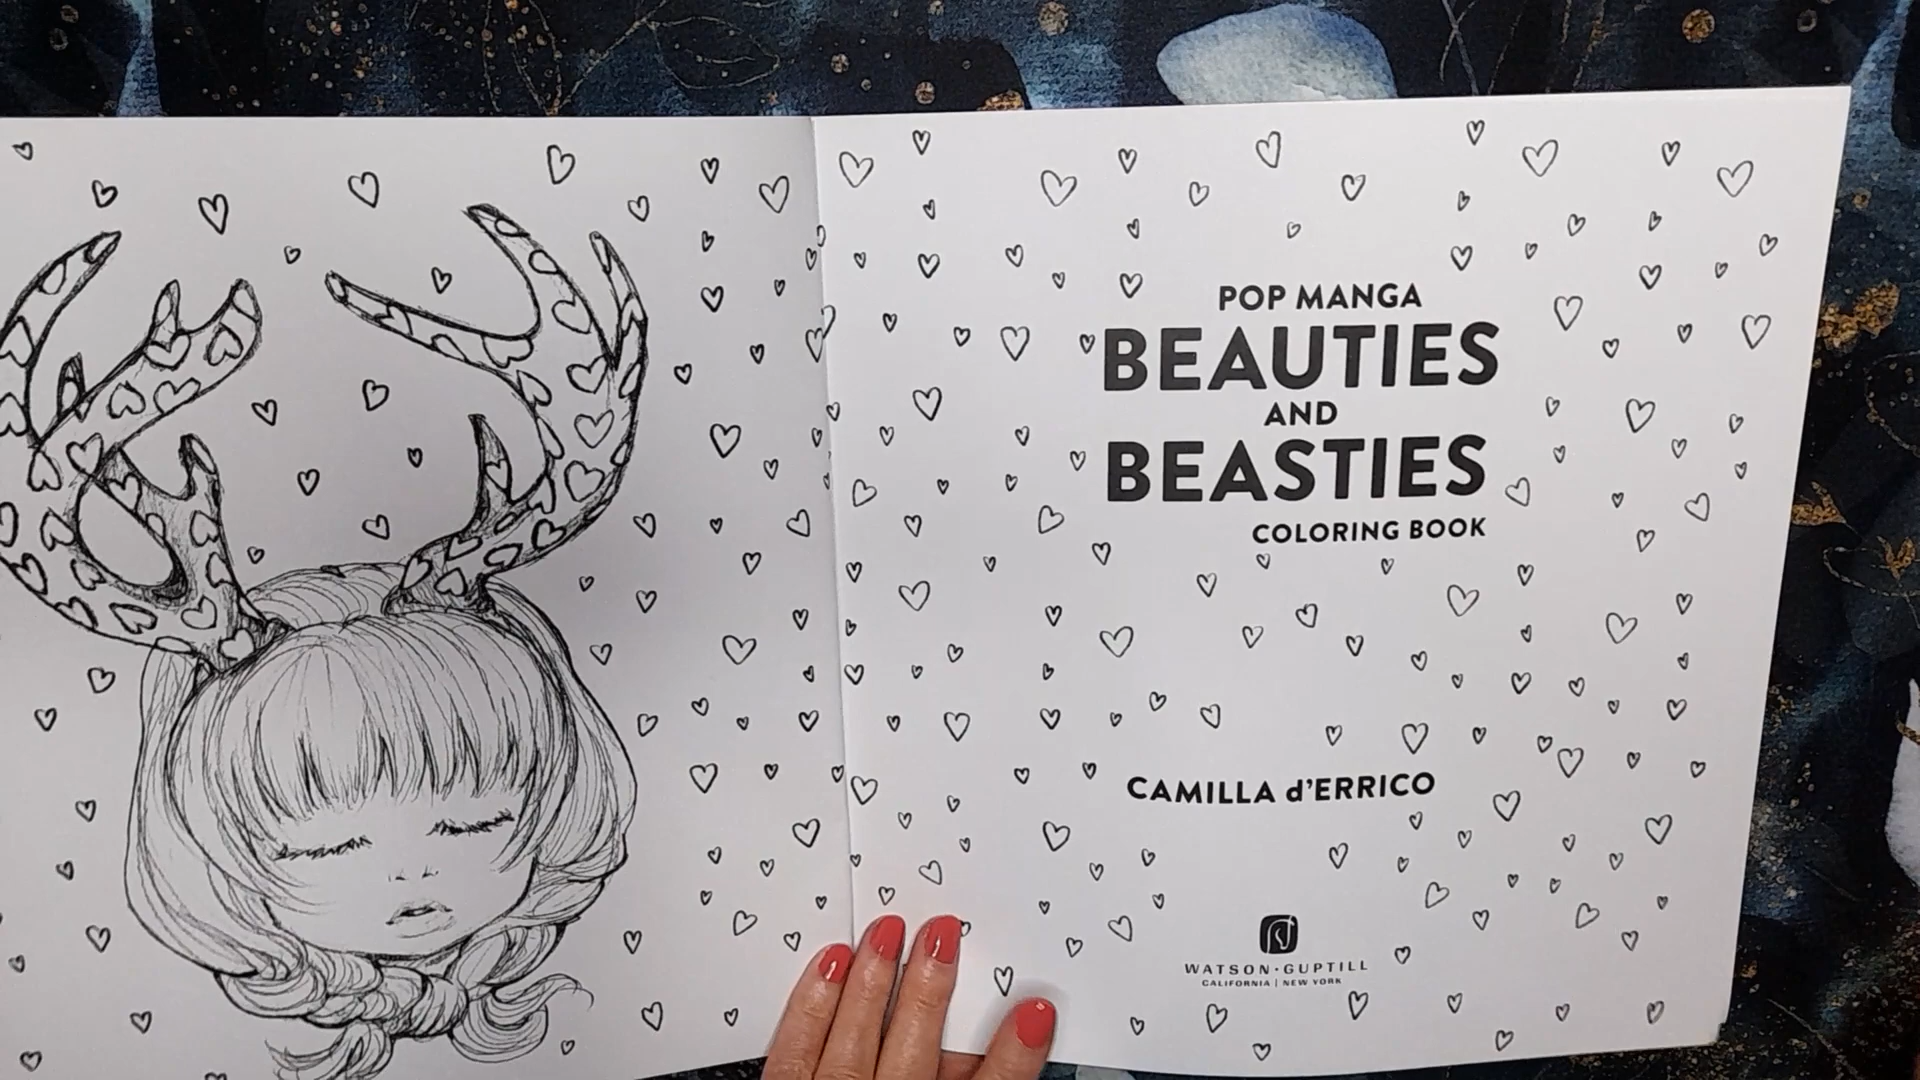 POP MANGA
BEAUTIES
AND
BEASTIES
COLORING BOOK
CAMILLA d'ERRICO
WATSON·GUPTILL
CALIFORNIA | NEW YORK